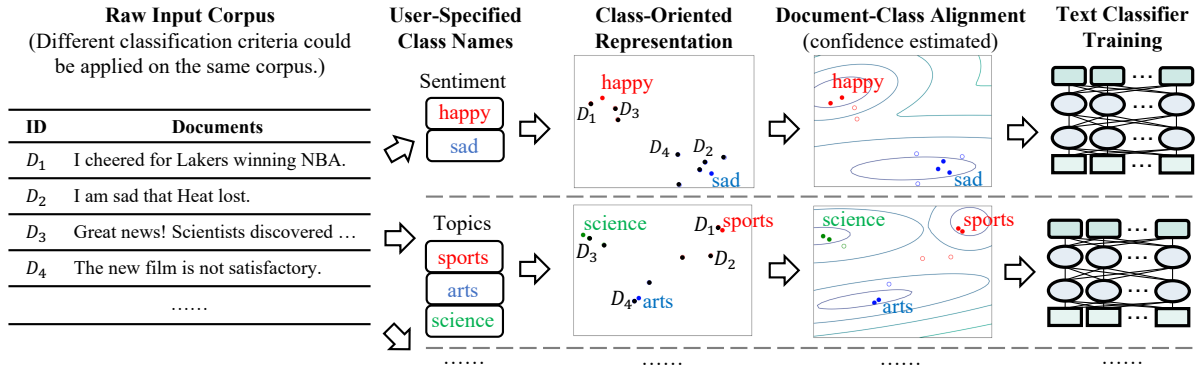 Raw Input Corpus
(Different classification criteria could
be applied on the same corpus.)
ID Documents
D1 I cheered for Lakers winning NBA.
D2 I am sad that Heat lost.
D3 Great news! Scientists discovered …
D4 The new film is not satisfactory.
……
User-Specified
Class Names
Sentiment
happy
sad
Topics
sports
arts
science
……
Class-Oriented
Representation
happy
D1 D3
D4 D2
sad
science
D3
D1 sports
D2
D4 arts
……
Document-Class Alignment
(confidence estimated)
happy
sad
science
sports
arts
……
Text Classifier
Training
…
…
…
…
…
…
…
…
……